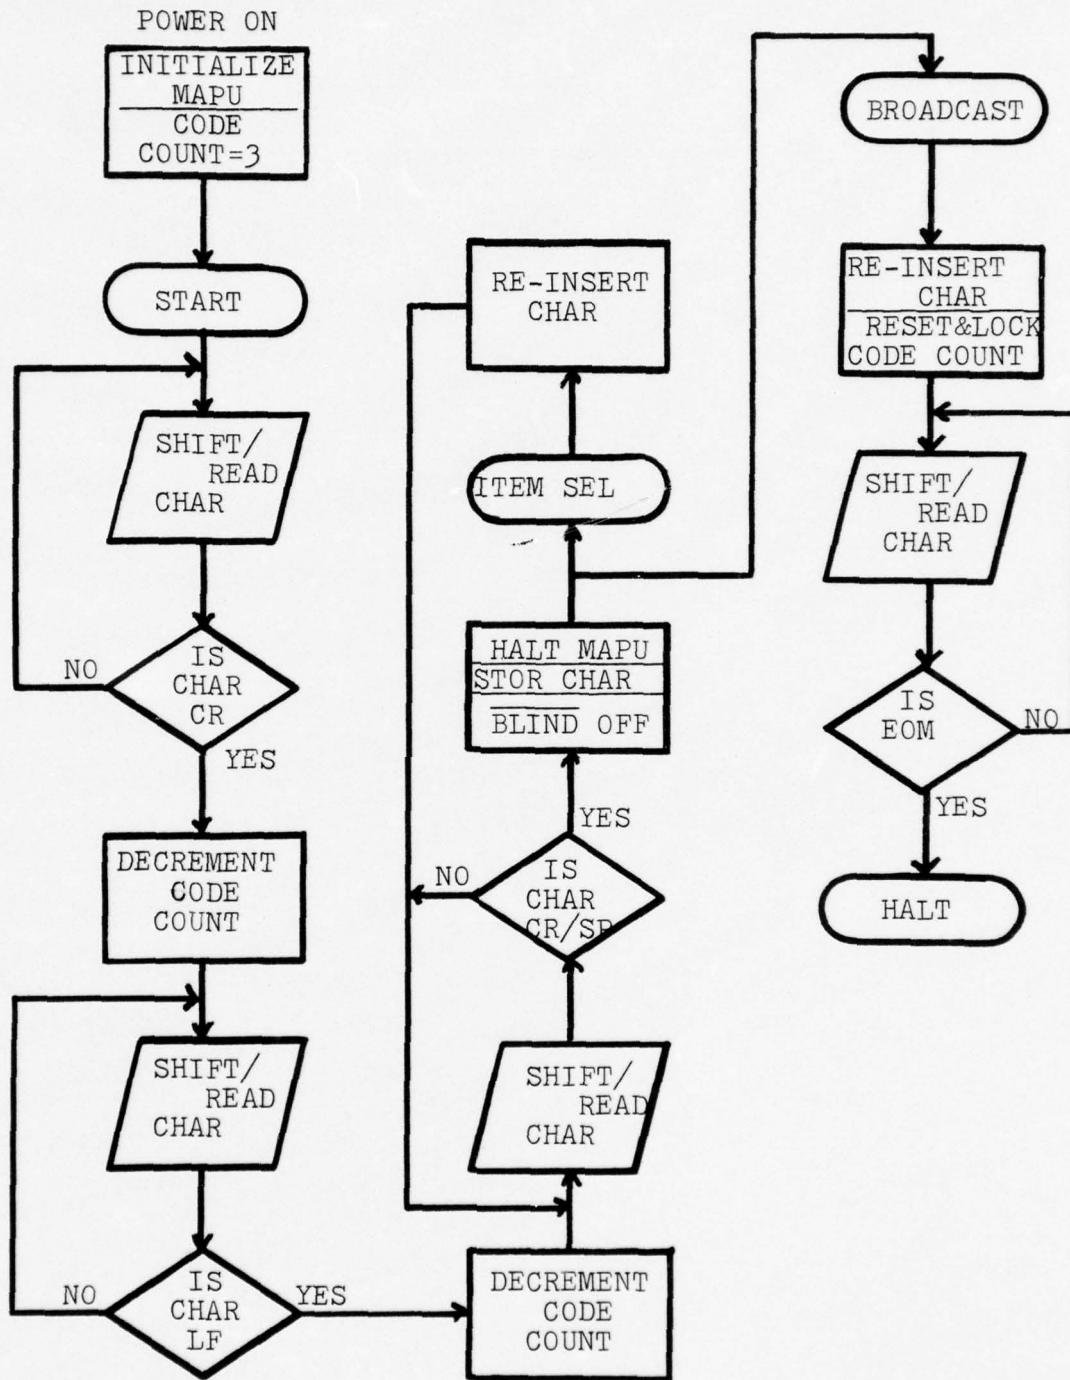 POWER ON
INITIALIZE
MAPU
CODE
COUNT=3
START
SHIFT/
READ
CHAR
IS
CHAR
CR
NO
YES
DECREMENT
CODE
COUNT
SHIFT/
READ
CHAR
IS
CHAR
LF
NO
YES
DECREMENT
CODE
COUNT
SHIFT/
READ
CHAR
IS
CHAR
CR/SP
NO
YES
HALT MAPU
STOR CHAR
BLIND OFF
ITEM SEL
RE-INSERT
CHAR
BROADCAST
RE-INSERT
CHAR
RESET&LOCK
CODE COUNT
SHIFT/
READ
CHAR
IS
EOM
NO
YES
HALT